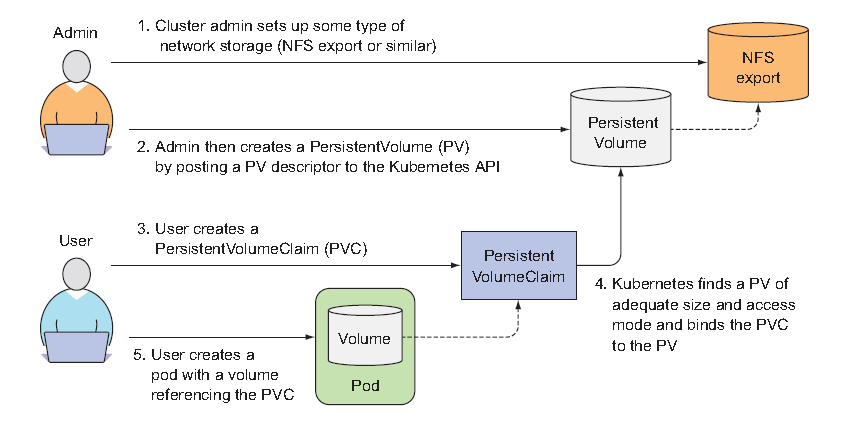 Admin
1. Cluster admin sets up some type of
network storage (NFS export or similar)
NFS
export
2. Admin then creates a PersistentVolume (PV)
by posting a PV descriptor to the Kubernetes API
Persistent
Volume
User
3. User creates a
PersistentVolumeClaim (PVC)
Persistent
VolumeClaim
4. Kubernetes finds a PV of
adequate size and access
mode and binds the PVC
to the PV
5. User creates a
pod with a volume
referencing the PVC
Volume
Pod